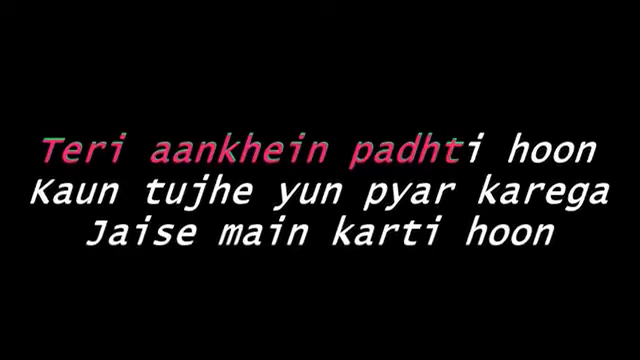 Teri aankhein padhti hoon
Kaun tujhe yun pyar karega
Jaise main karti hoon